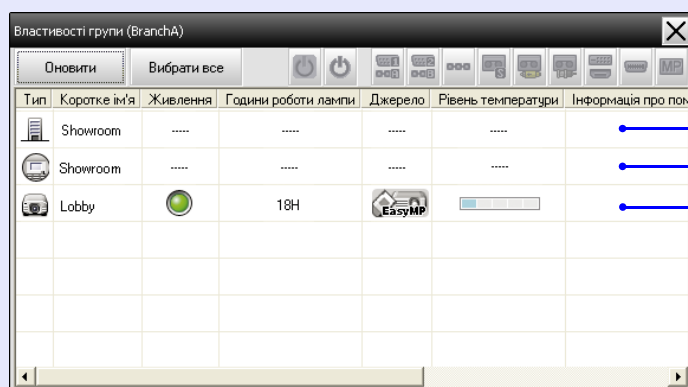 Властивості групи (BranchA)
Оновити Вибрати все MP
Тип Коротке ім'я Живлення Години роботи лампи Джерело Рівень температури Інформація про пом
Showroom ----- ----- ----- -----
Showroom ----- ----- ----- -----
Lobby 18H EasyMP